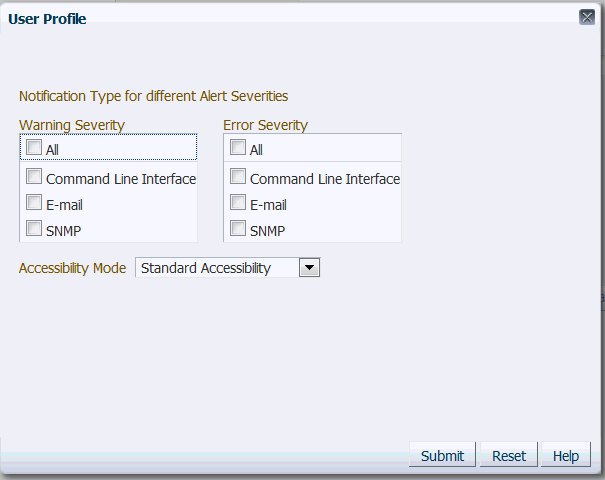 User Profile
Notification Type for different Alert Severities
Warning Severity
All
Command Line Interface
E-mail
SNMP
Error Severity
All
Command Line Interface
E-mail
SNMP
Accessibility Mode Standard Accessibility
Submit Reset Help